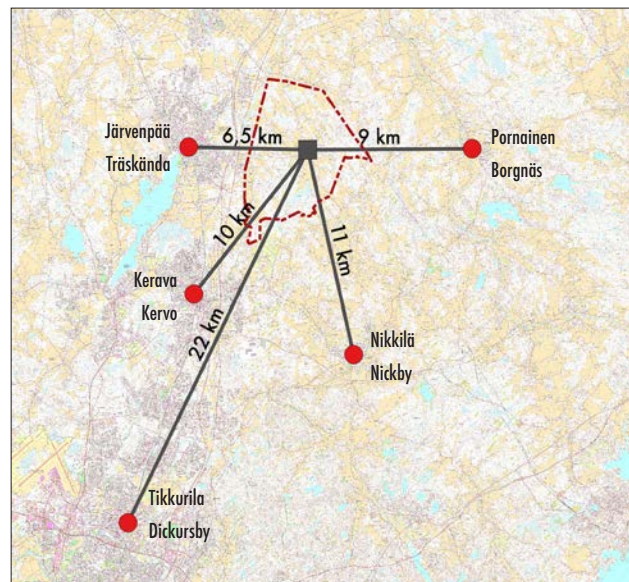 Järvenpää
Träskända
6,5 km
9 km
Pornainen
Borgnäs
10 km
11 km
Kerava
Kervo
22 km
Nikkilä
Nickby
Tikkurila
Dickursby